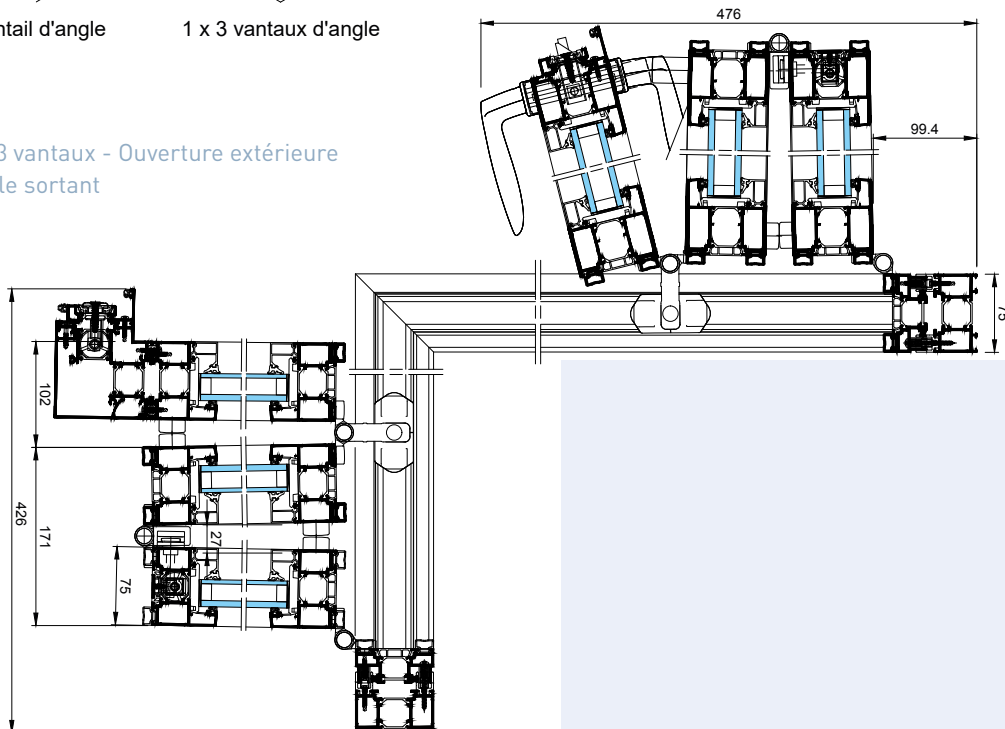 ntail d'angle
1 x 3 vantaux d'angle
3 vantaux - Ouverture extérieure
le sortant
476
99.4
75
102
426
171
27
75